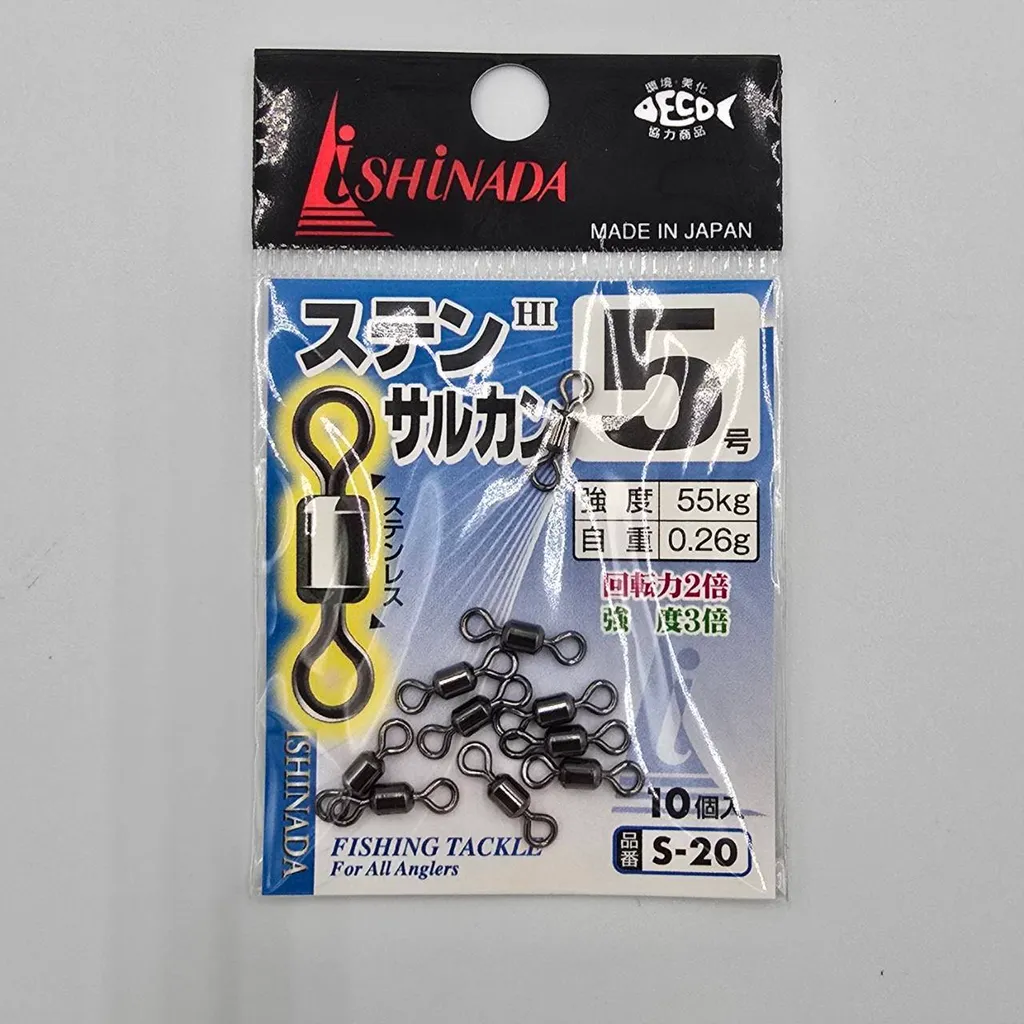 iSHiNADA
環境・美化
ECO
協力商品
MADE IN JAPAN
ステン HI
サルカン
5号
ステンレス
強度 55kg
自重 0.26g
回転力2倍
強 度3倍
ISHINADA
10個入
FISHING TACKLE
For All Anglers
品番 S-20